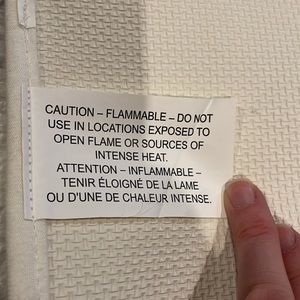 CAUTION – FLAMMABLE – DO NOT
USE IN LOCATIONS EXPOSED TO
OPEN FLAME OR SOURCES OF
INTENSE HEAT.
ATTENTION – INFLAMMABLE –
TENIR ÉLOIGNÉ DE LA LAME
OU D'UNE DE CHALEUR INTENSE.